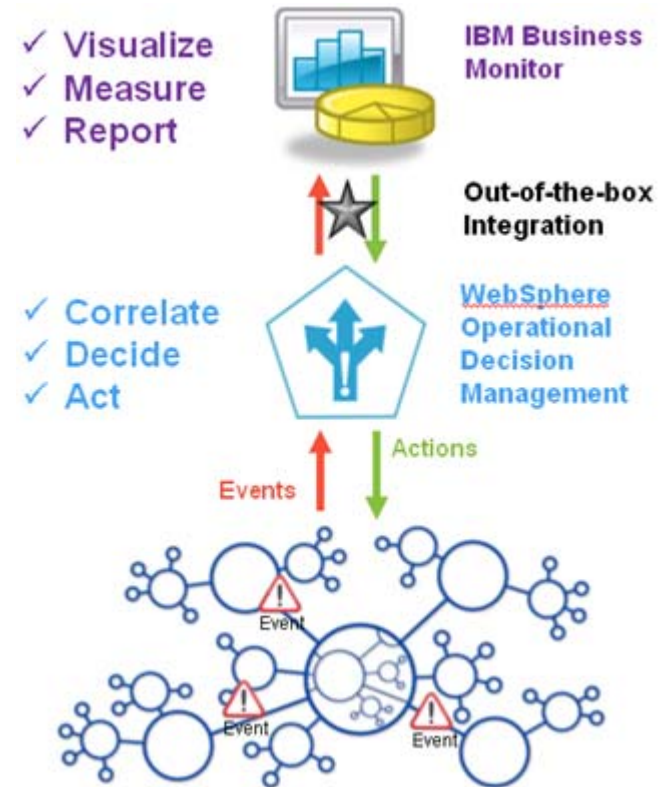 ✓ Visualize
✓ Measure
✓ Report
IBM Business
Monitor
Out-of-the-box
Integration
✓ Correlate
✓ Decide
✓ Act
WebSphere
Operational
Decision
Management
Events
Actions
Event
Event
Event